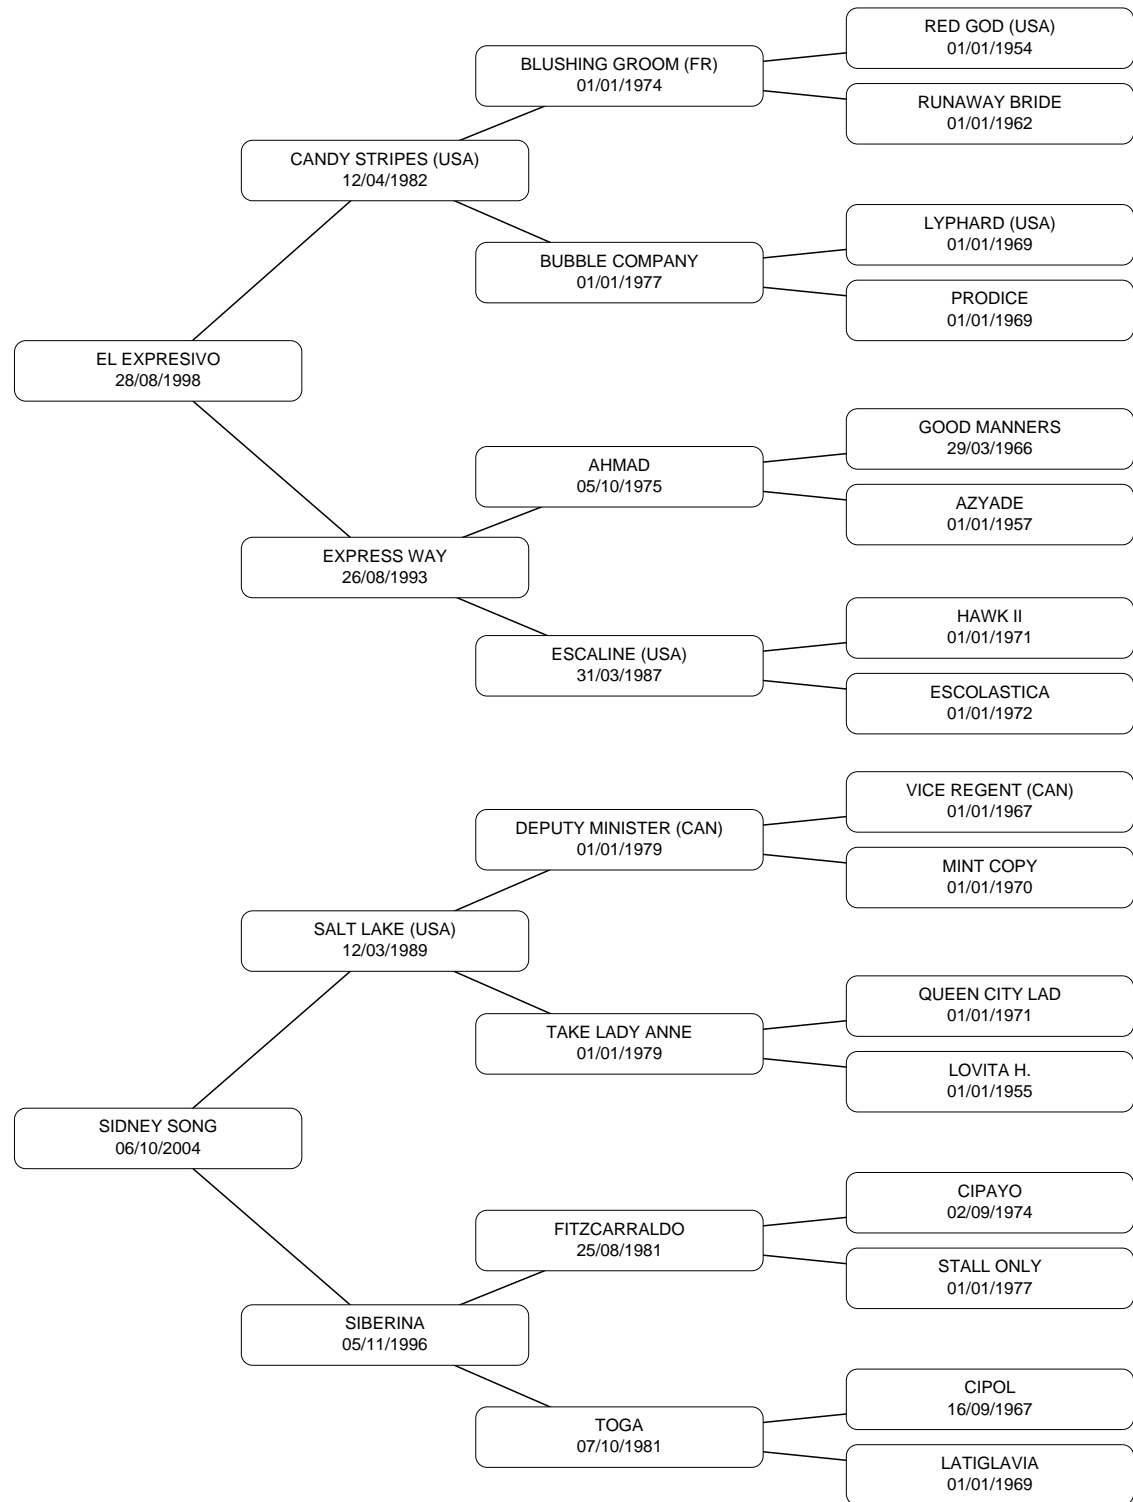 RED GOD (USA)
01/01/1954
BLUSHING GROOM (FR)
01/01/1974
RUNAWAY BRIDE
01/01/1962
CANDY STRIPES (USA)
12/04/1982
LYPHARD (USA)
01/01/1969
BUBBLE COMPANY
01/01/1977
PRODICE
01/01/1969
EL EXPRESIVO
28/08/1998
GOOD MANNERS
29/03/1966
AHMAD
05/10/1975
AZYADE
01/01/1957
EXPRESS WAY
26/08/1993
HAWK II
01/01/1971
ESCALINE (USA)
31/03/1987
ESCOLASTICA
01/01/1972
VICE REGENT (CAN)
01/01/1967
DEPUTY MINISTER (CAN)
01/01/1979
MINT COPY
01/01/1970
SALT LAKE (USA)
12/03/1989
QUEEN CITY LAD
01/01/1971
TAKE LADY ANNE
01/01/1979
LOVITA H.
01/01/1955
SIDNEY SONG
06/10/2004
CIPAYO
02/09/1974
FITZCARRALDO
25/08/1981
STALL ONLY
01/01/1977
SIBERINA
05/11/1996
CIPOL
16/09/1967
TOGA
07/10/1981
LATIGLAVIA
01/01/1969